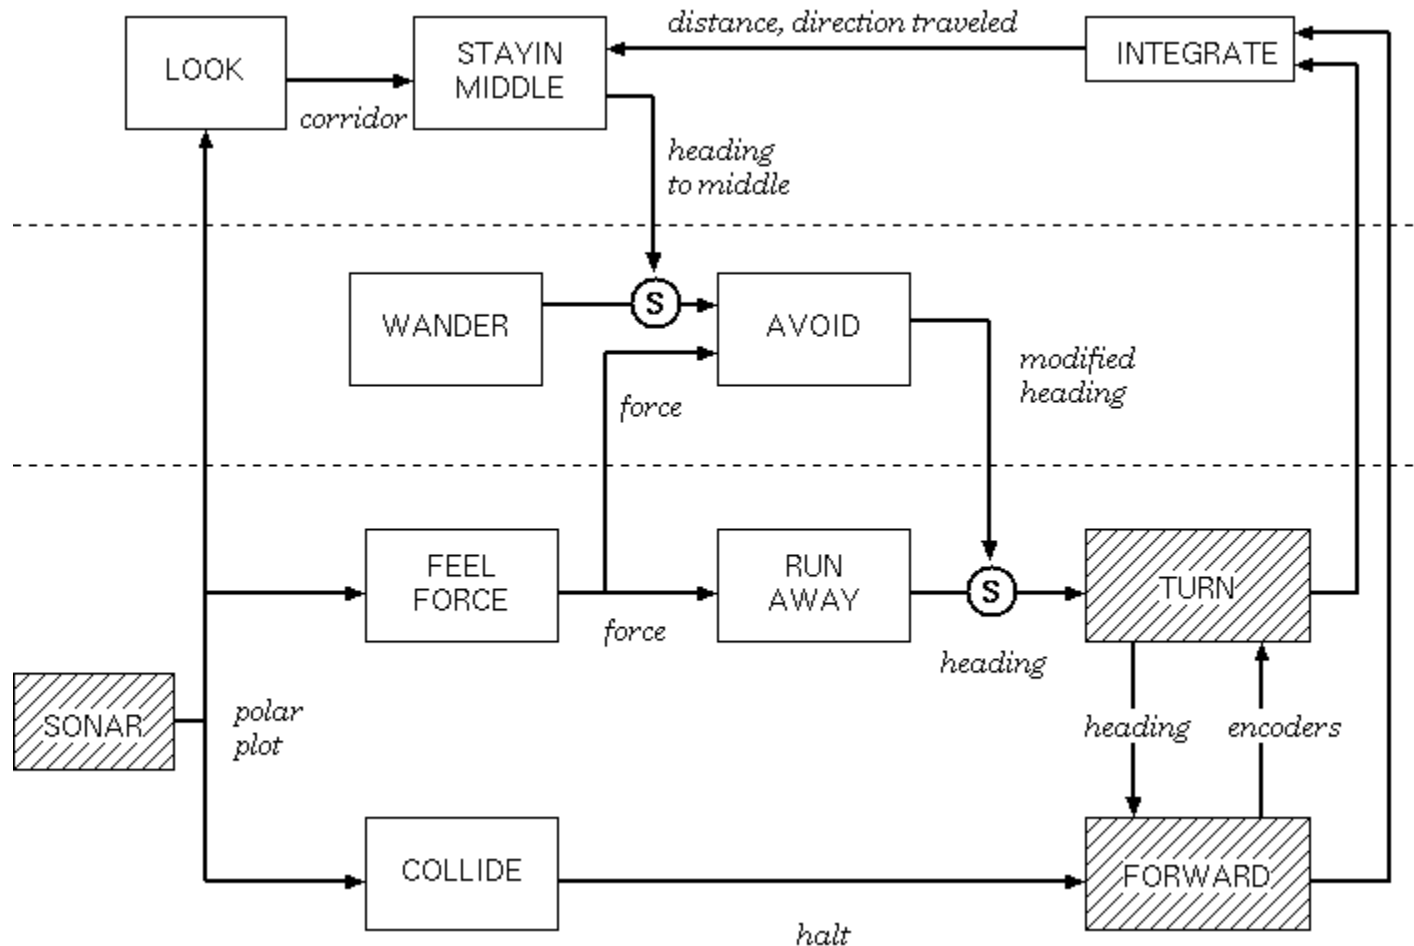 distance, direction traveled
LOOK
STAYIN
MIDDLE
INTEGRATE
corridor
heading
to middle
WANDER
S
AVOID
modified
heading
force
FEEL
FORCE
RUN
AWAY
S
TURN
force
heading
SONAR
polar
plot
heading
encoders
COLLIDE
FORWARD
halt